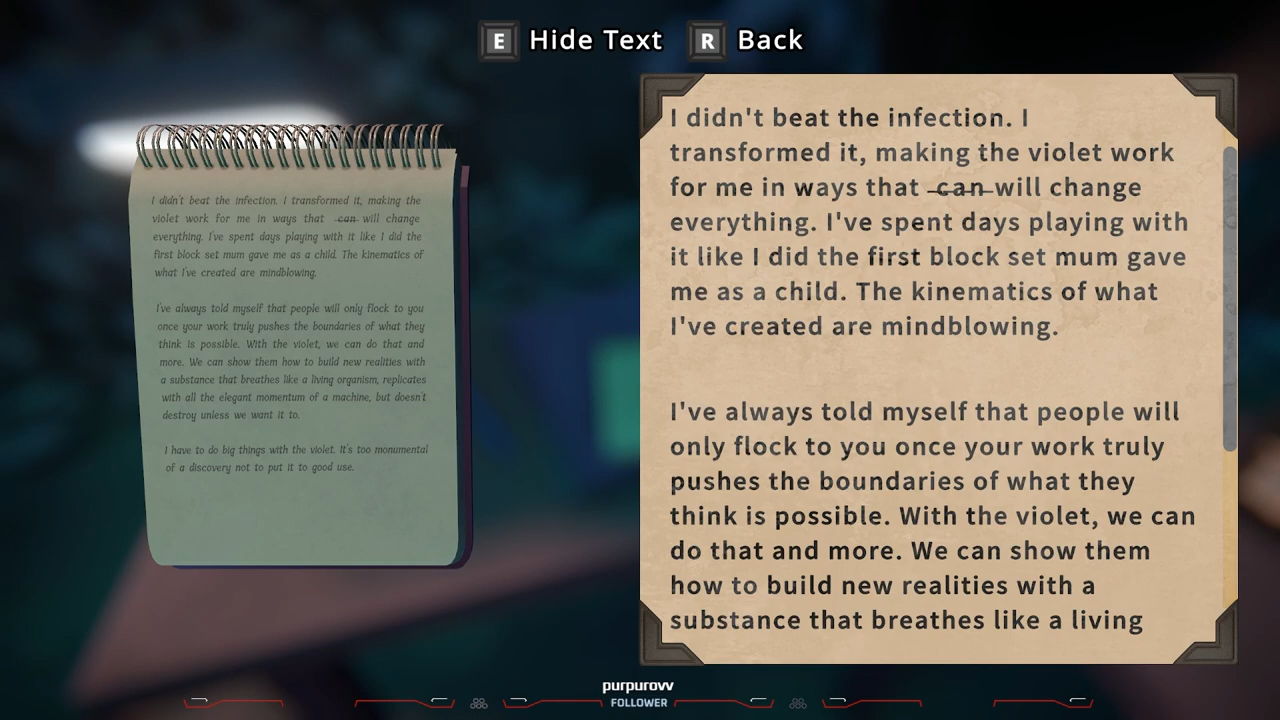 E Hide Text R Back
I didn't beat the infection. I transformed it, making the
violet work for me in ways that can will change
everything. I've spent days playing with it like I did the
first block set mum gave me as a child. The kinematics of
what I've created are mindblowing.
I've always told myself that people will only flock to you
once your work truly pushes the boundaries of what they
think is possible. With the violet, we can do that and
more. We can show them how to build new realities with
a substance that breathes like a living organism, replicates
with all the elegant momentum of a machine, but doesn't
destroy unless we want it to.
I have to do big things with the violet. It's too monumental
of a discovery not to put it to good use.
I didn't beat the infection. I
transformed it, making the violet work
for me in ways that can will change
everything. I've spent days playing with
it like I did the first block set mum gave
me as a child. The kinematics of what
I've created are mindblowing.
I've always told myself that people will
only flock to you once your work truly
pushes the boundaries of what they
think is possible. With the violet, we can
do that and more. We can show them
how to build new realities with a
substance that breathes like a living
purpurovv
FOLLOWER